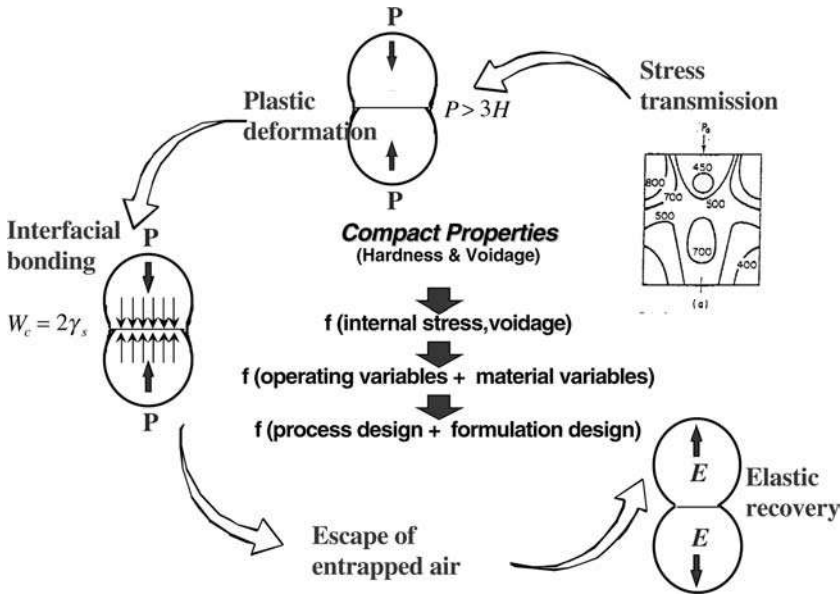 P
Stress
transmission
Plastic
deformation
P > 3H
P
P₀
450
800
700
500
500
700
400
(a)
Interfacial
bonding
P
W_c = 2γ_s
P
Compact Properties
(Hardness & Voidage)
f (internal stress,voidage)
f (operating variables + material variables)
f (process design + formulation design)
E
Elastic
recovery
E
Escape of
entrapped air